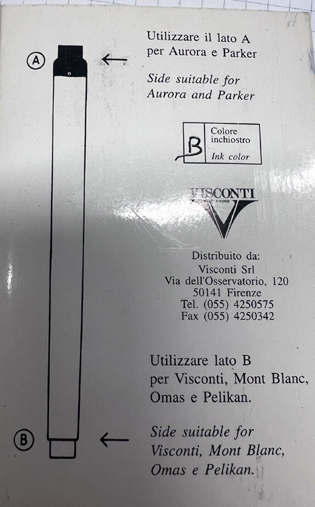 Utilizzare il lato A
per Aurora e Parker
A
Side suitable for
Aurora and Parker
B
Colore
inchiostro
Ink color
VISCONTI
Distribuito da:
Visconti Srl
Via dell'Osservatorio, 120
50141 Firenze
Tel. (055) 4250575
Fax (055) 4250342
Utilizzare lato B
per Visconti, Mont Blanc,
Omas e Pelikan.
B
Side suitable for
Visconti, Mont Blanc,
Omas e Pelikan.